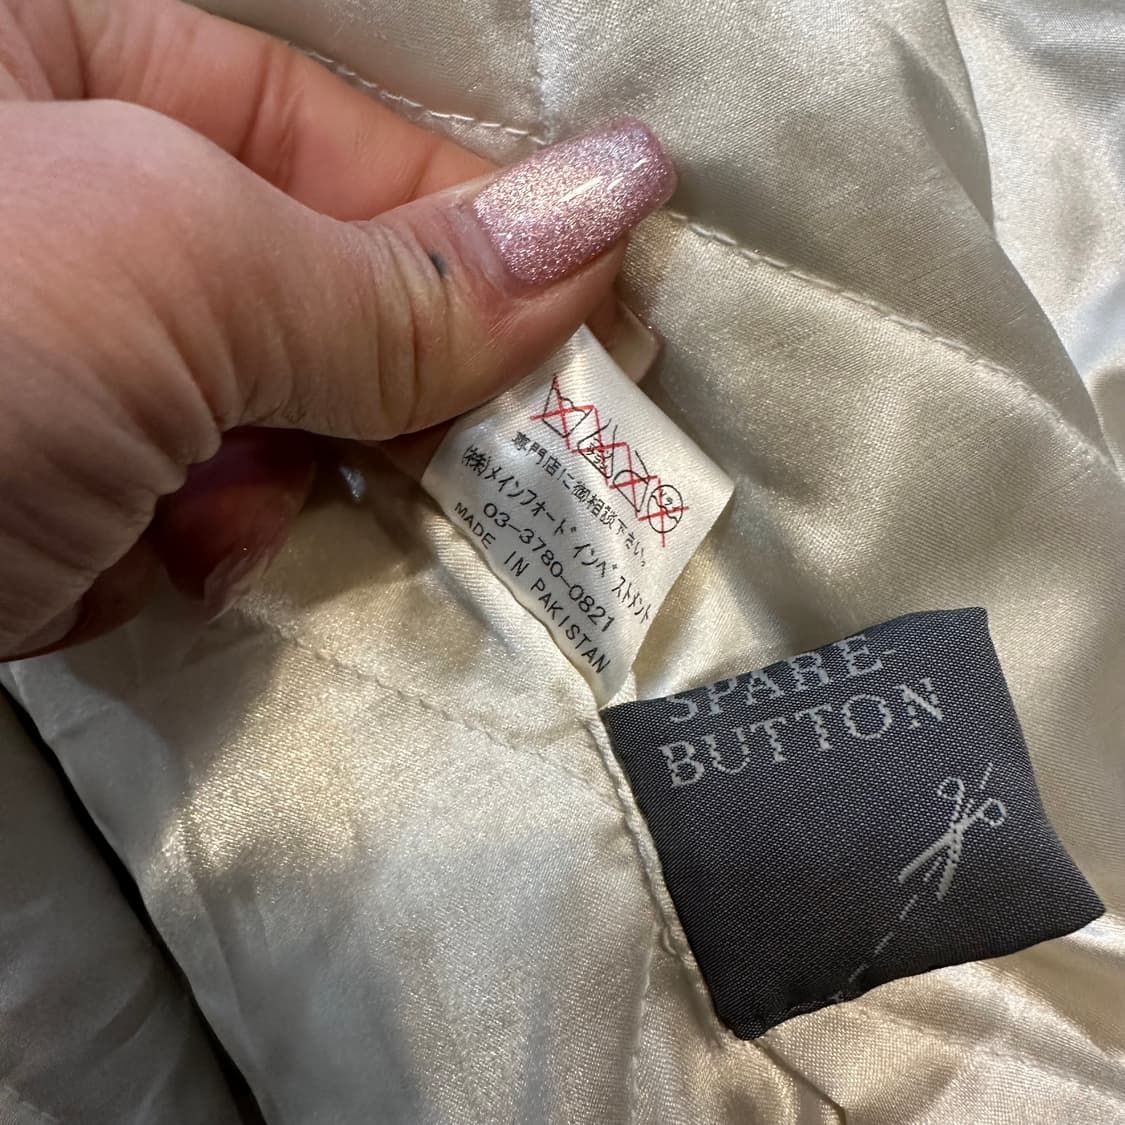 専門店に御相談下さい。
(株)メインフォード インベストメント
03-3780-0821
MADE IN PAKISTAN
SPARE-
BUTTON